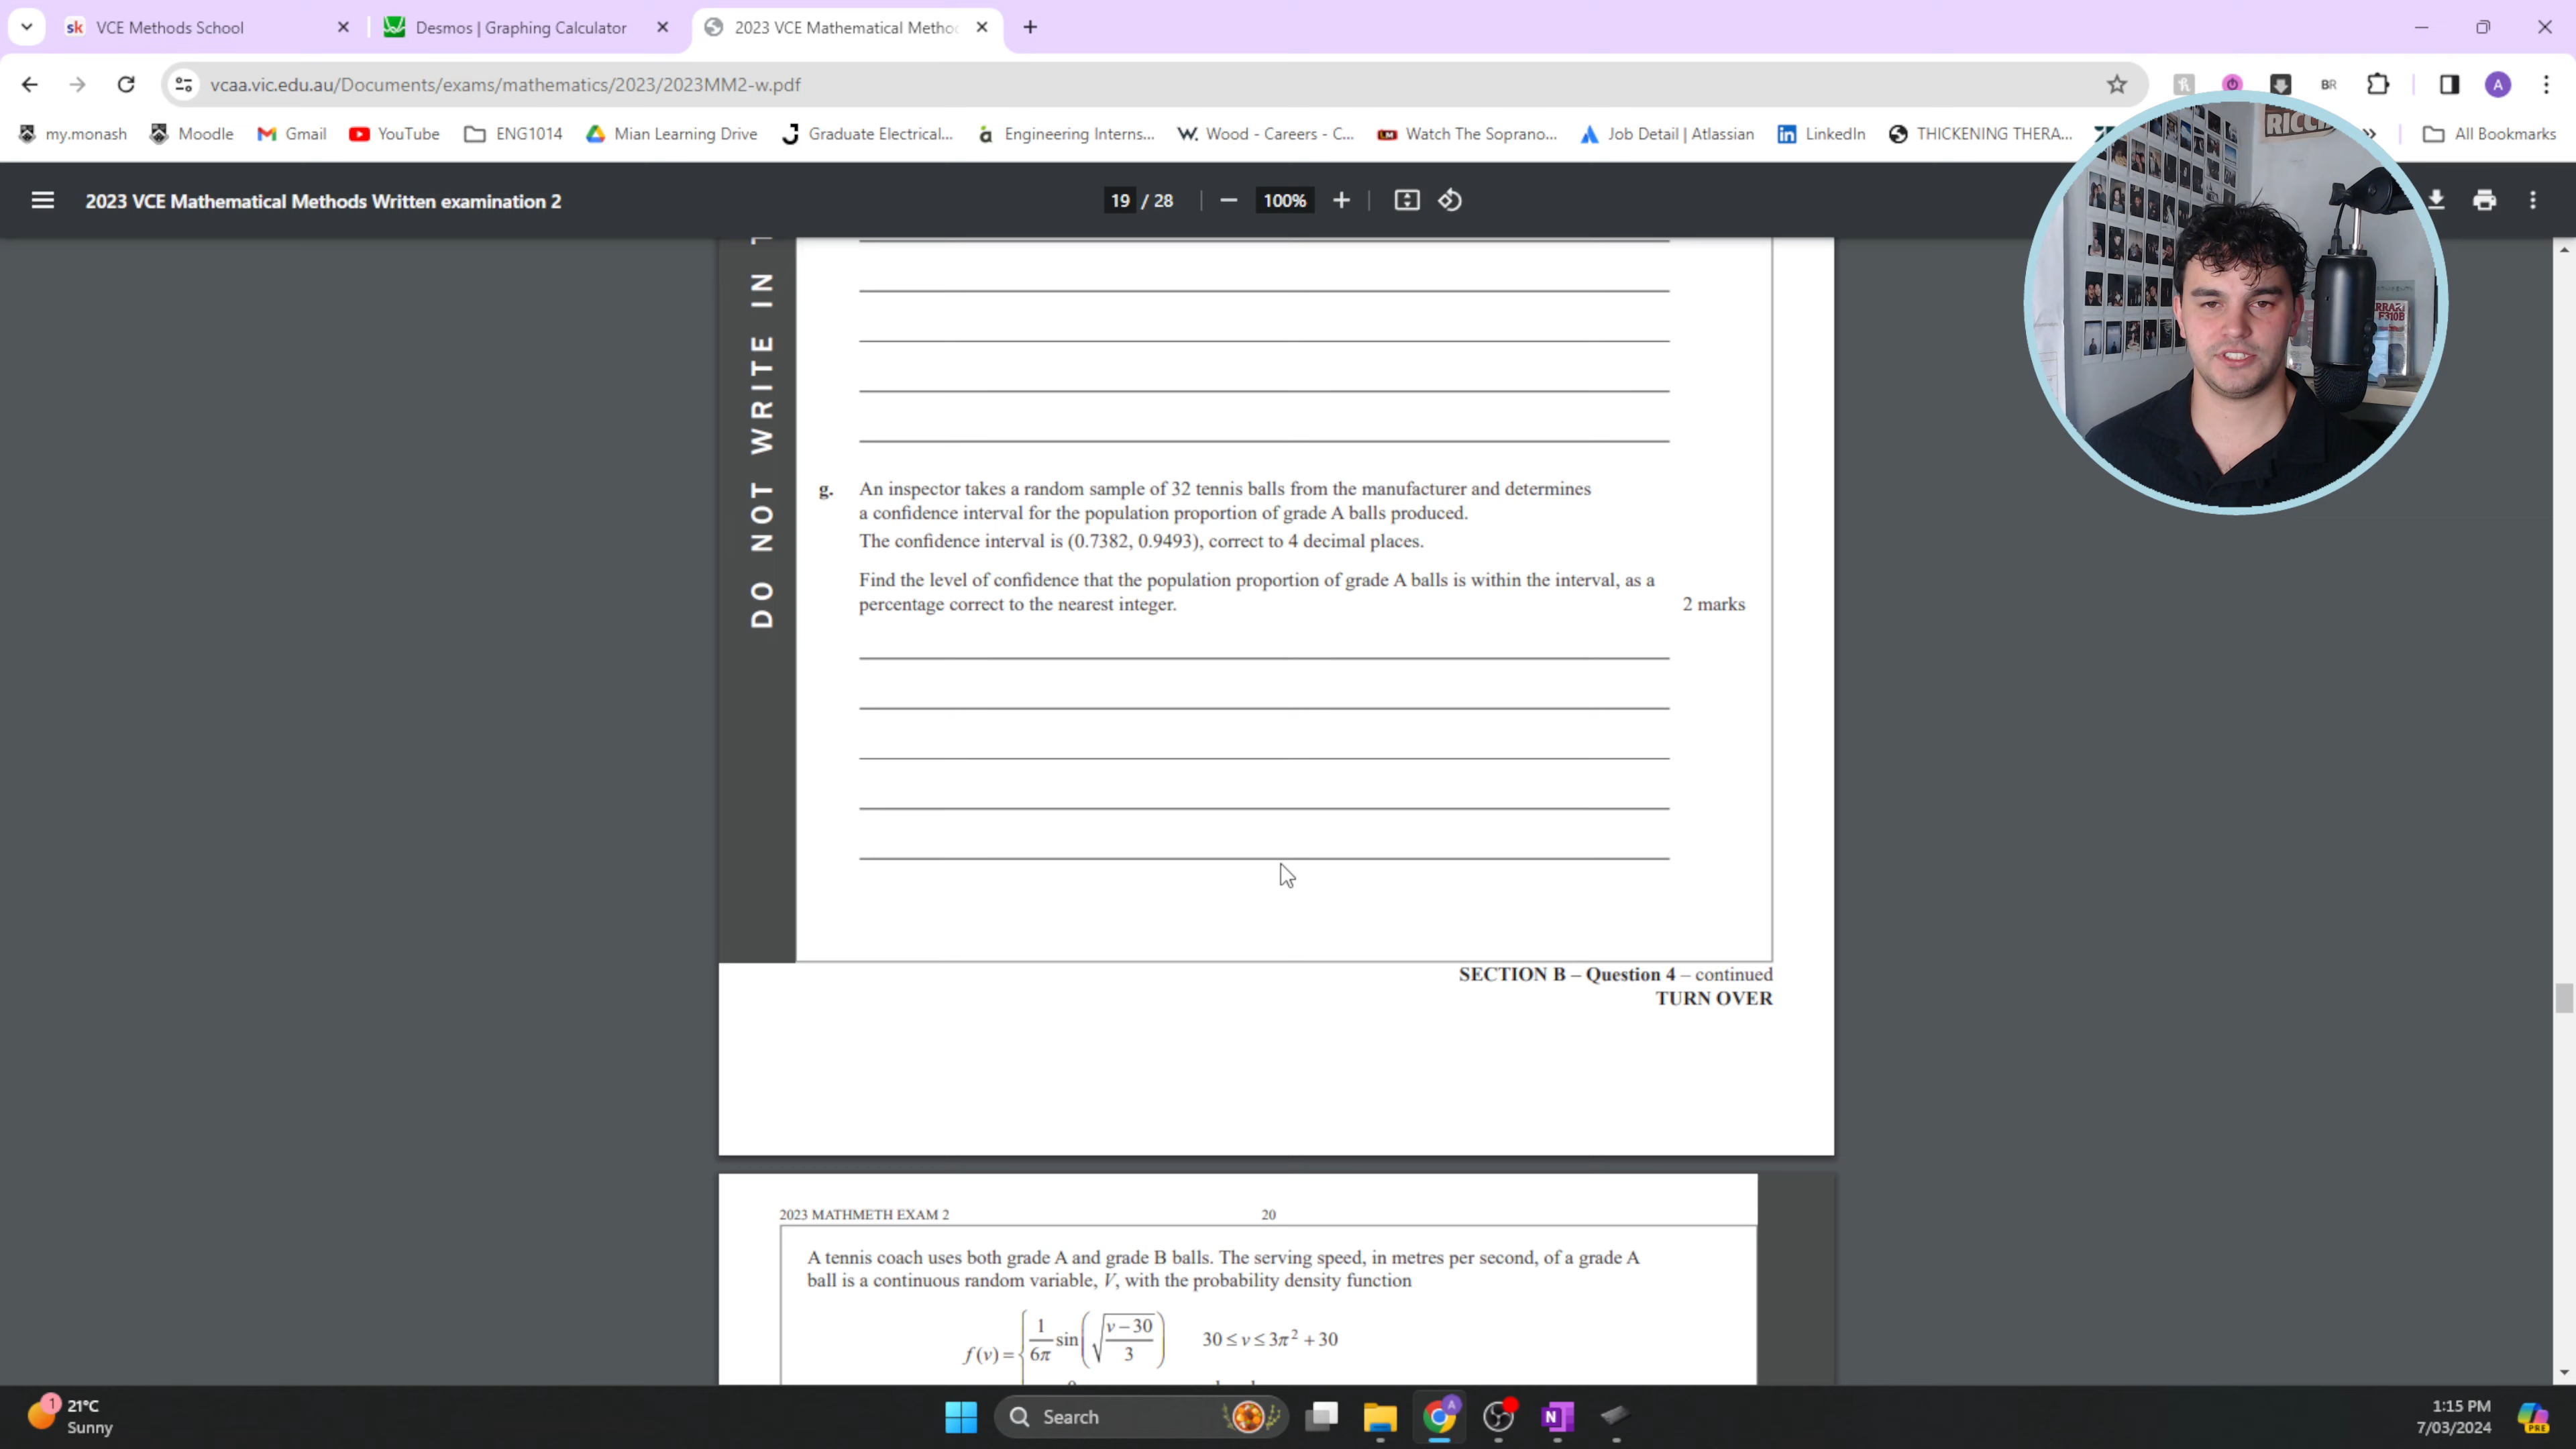 sk VCE Methods School
Desmos | Graphing Calculator
2023 VCE Mathematical Metho
vcaa.vic.edu.au/Documents/exams/mathematics/2023/2023MM2-w.pdf
BR
A
my.monash
Moodle
Gmail
YouTube
ENG1014
Mian Learning Drive
Graduate Electrical...
Engineering Interns...
Wood - Careers - C...
Watch The Soprano...
Job Detail | Atlassian
LinkedIn
THICKENING THERA...
All Bookmarks
2023 VCE Mathematical Methods Written examination 2
19 / 28
100%
DO NOT WRITE IN
g. An inspector takes a random sample of 32 tennis balls from the manufacturer and determines
a confidence interval for the population proportion of grade A balls produced.
The confidence interval is (0.7382, 0.9493), correct to 4 decimal places.
Find the level of confidence that the population proportion of grade A balls is within the interval, as a
percentage correct to the nearest integer. 2 marks
SECTION B – Question 4 – continued
TURN OVER
2023 MATHMETH EXAM 2 20
A tennis coach uses both grade A and grade B balls. The serving speed, in metres per second, of a grade A
ball is a continuous random variable, V, with the probability density function
f(v) = { 1/6π sin(√(v − 30)/3) 30 ≤ v ≤ 3π² + 30
F310B
1
21°C
Sunny
Search
A
N
1:15 PM
7/03/2024
PRE